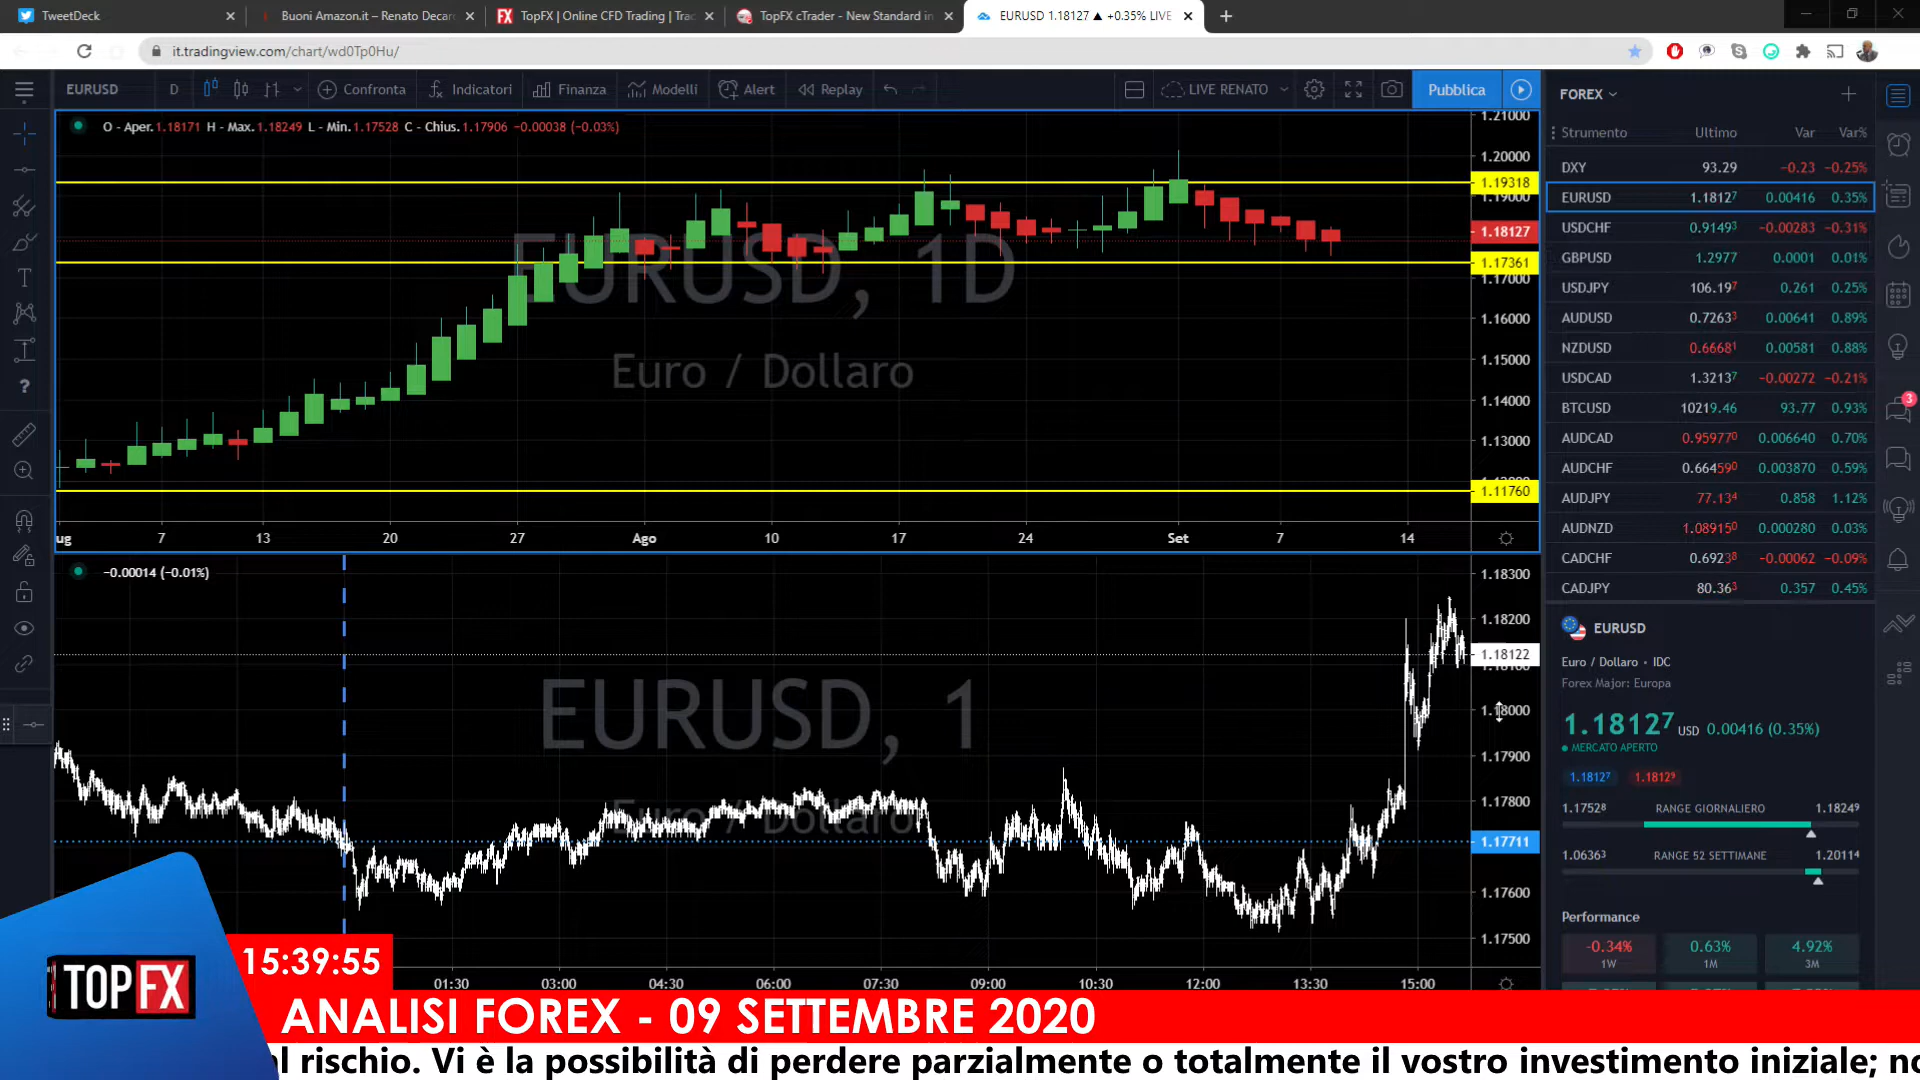 TweetDeck
Buoni Amazon.it – Renato Decar
TopFX | Online CFD Trading | Tra
TopFX cTrader - New Standard in
EURUSD 1.18127 ▲ +0.35% LIVE
it.tradingview.com/chart/wd0Tp0Hu/
EURUSD D Confronta Indicatori Finanza Modelli Alert Replay LIVE RENATO Pubblica
O - Aper. 1.18171 H - Max. 1.18249 L - Min. 1.17528 C - Chius. 1.17906 −0.00038 (−0.03%)
EURUSD, 1D
Euro / Dollaro
1.21000
1.20000
1.19318
1.19000
1.18127
1.17361
1.17000
1.16000
1.15000
1.14000
1.13000
1.11760
ug 7 13 20 27 Ago 10 17 24 Set 7 14
−0.00014 (−0.01%)
EURUSD, 1
Euro / Dollaro
1.18300
1.18200
1.18122
1.18100
1.18000
1.17900
1.17800
1.17711
1.17600
1.17500
01:30 03:00 04:30 06:00 07:30 09:00 10:30 12:00 13:30 15:00
FOREX
Strumento Ultimo Var Var%
DXY 93.29 −0.23 −0.25%
EURUSD 1.18127 0.00416 0.35%
USDCHF 0.91493 −0.00283 −0.31%
GBPUSD 1.2977 0.0001 0.01%
USDJPY 106.197 0.261 0.25%
AUDUSD 0.72633 0.00641 0.89%
NZDUSD 0.66681 0.00581 0.88%
USDCAD 1.32137 −0.00272 −0.21%
BTCUSD 10219.46 93.77 0.93%
AUDCAD 0.959770 0.006640 0.70%
AUDCHF 0.664590 0.003870 0.59%
AUDJPY 77.134 0.858 1.12%
AUDNZD 1.089150 0.000280 0.03%
CADCHF 0.69238 −0.00062 −0.09%
CADJPY 80.363 0.357 0.45%
3
EURUSD
Euro / Dollaro • IDC
Forex Major: Europa
1.18127 USD 0.00416 (0.35%)
MERCATO APERTO
1.18127 1.18129
1.17528 RANGE GIORNALIERO 1.18249
1.06363 RANGE 52 SETTIMANE 1.20114
Performance
-0.34% 0.63% 4.92%
1W 1M 3M
TOPFX
15:39:55
ANALISI FOREX - 09 SETTEMBRE 2020
al rischio. Vi è la possibilità di perdere parzialmente o totalmente il vostro investimento iniziale; no